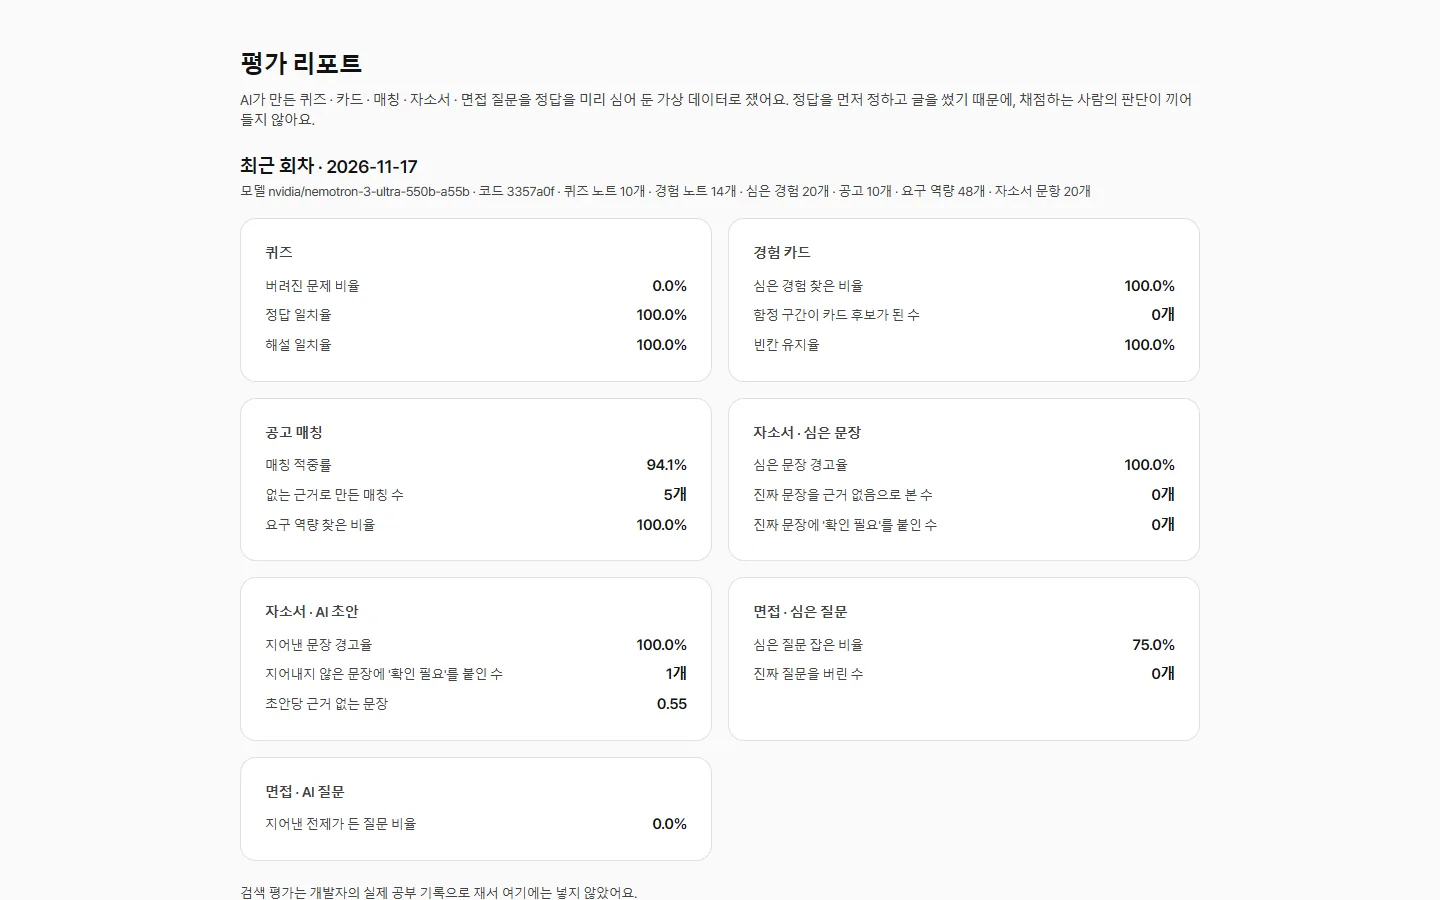 평가 리포트
AI가 만든 퀴즈 · 카드 · 매칭 · 자소서 · 면접 질문을 정답을 미리 심어 둔 가상 데이터로 쟀어요. 정답을 먼저 정하고 글을 썼기 때문에, 채점하는 사람의 판단이 끼어
들지 않아요.
최근 회차 · 2026-11-17
모델 nvidia/nemotron-3-ultra-550b-a55b · 코드 3357a0f · 퀴즈 노트 10개 · 경험 노트 14개 · 심은 경험 20개 · 공고 10개 · 요구 역량 48개 · 자소서 문항 20개
퀴즈
버려진 문제 비율 0.0%
정답 일치율 100.0%
해설 일치율 100.0%
경험 카드
심은 경험 찾은 비율 100.0%
함정 구간이 카드 후보가 된 수 0개
빈칸 유지율 100.0%
공고 매칭
매칭 적중률 94.1%
없는 근거로 만든 매칭 수 5개
요구 역량 찾은 비율 100.0%
자소서 · 심은 문장
심은 문장 경고율 100.0%
진짜 문장을 근거 없음으로 본 수 0개
진짜 문장에 '확인 필요'를 붙인 수 0개
자소서 · AI 초안
지어낸 문장 경고율 100.0%
지어내지 않은 문장에 '확인 필요'를 붙인 수 1개
초안당 근거 없는 문장 0.55
면접 · 심은 질문
심은 질문 잡은 비율 75.0%
진짜 질문을 버린 수 0개
면접 · AI 질문
지어낸 전제가 든 질문 비율 0.0%
검색 평가는 개발자의 실제 공부 기록으로 재서 여기에는 넣지 않았어요.